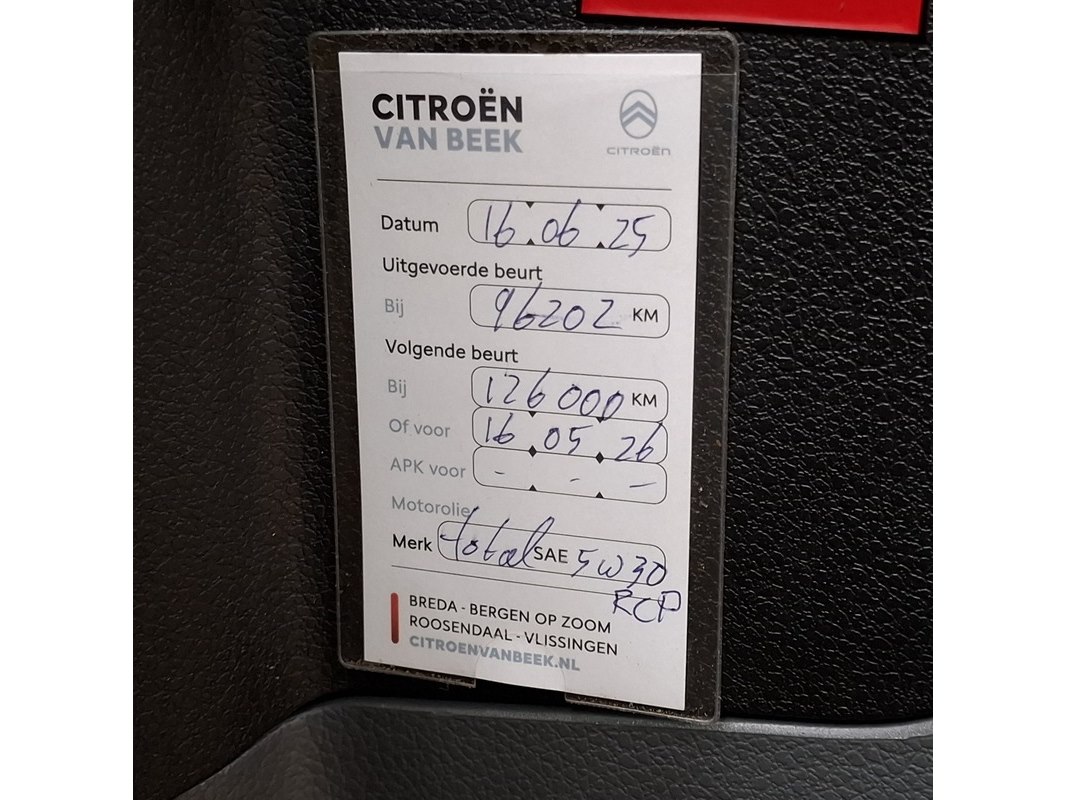 CITROËN
VAN BEEK
CITROËN
Datum 16.06.25
Uitgevoerde beurt
Bij 96202 KM
Volgende beurt
Bij 126000 KM
Of voor 16.05.26
APK voor - - -
Motorolie
Merk total SAE 5W30
RCP
BREDA - BERGEN OP ZOOM
ROOSENDAAL - VLISSINGEN
CITROENVANBEEK.NL